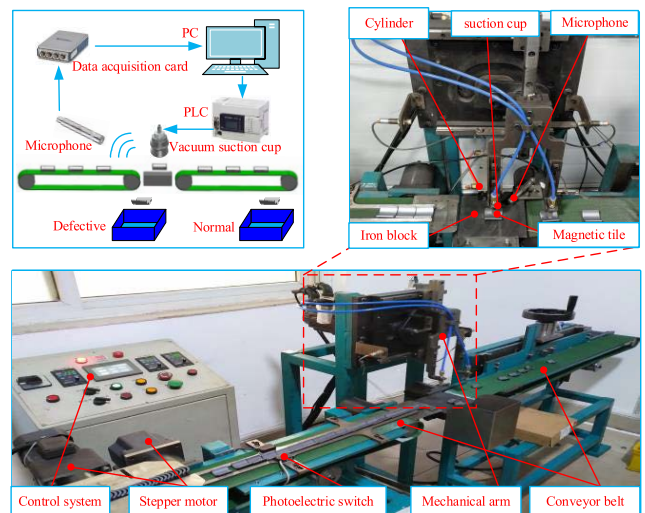 PC
Data acquisition card
PLC
Microphone
Vacuum suction cup
Defective
Normal
Cylinder
suction cup
Microphone
Iron block
Magnetic tile
Control system
Stepper motor
Photoelectric switch
Mechanical arm
Conveyor belt